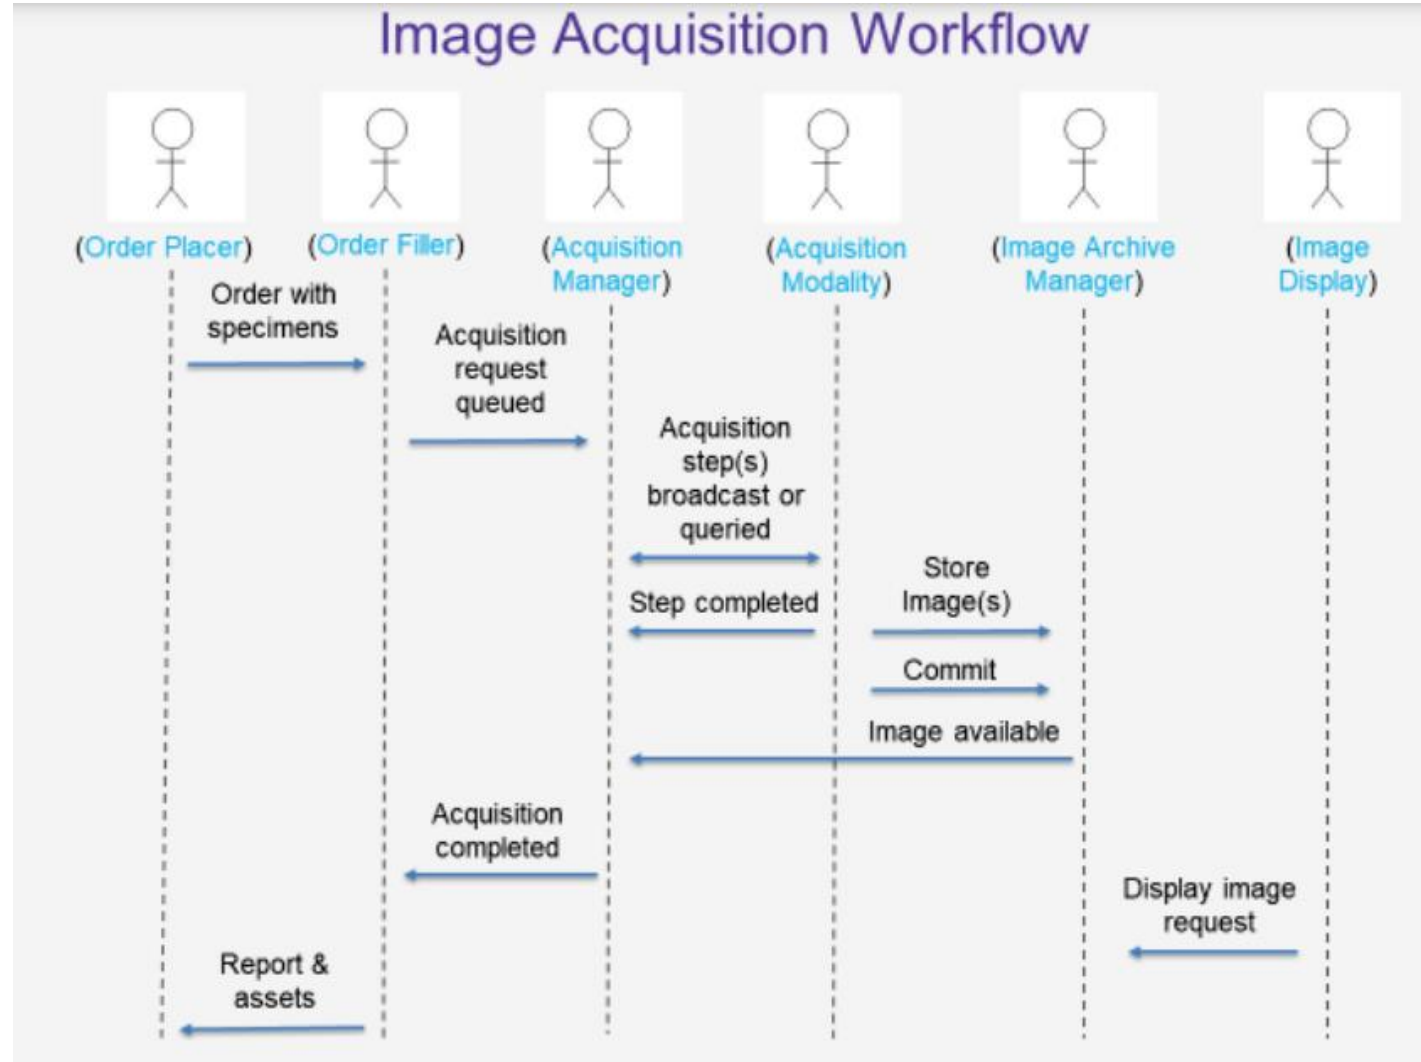 Image Acquisition Workflow
(Order Placer)
(Order Filler)
(Acquisition
Manager)
(Acquisition
Modality)
(Image Archive
Manager)
(Image
Display)
Order with
specimens
Acquisition
request
queued
Acquisition
step(s)
broadcast or
queried
Step completed
Store
Image(s)
Commit
Image available
Acquisition
completed
Display image
request
Report &
assets